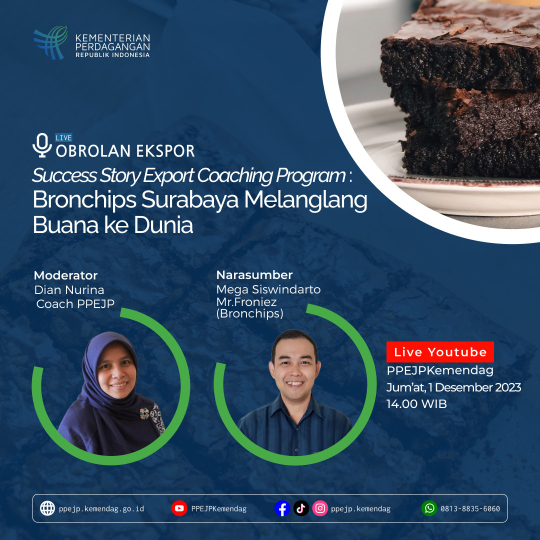 KEMENTERIAN
PERDAGANGAN
REPUBLIK INDONESIA
LIVE
OBROLAN EKSPOR
Success Story Export Coaching Program :
Bronchips Surabaya Melanglang
Buana ke Dunia
Moderator
Dian Nurina
Coach PPEJP
Narasumber
Mega Siswindarto
Mr.Froniez
(Bronchips)
Live Youtube
PPEJPKemendag
Jum'at, 1 Desember 2023
14.00 WIB
ppejp.kemendag.go.id
PPEJPKemendag
ppejp.kemendag
0813-8835-6060